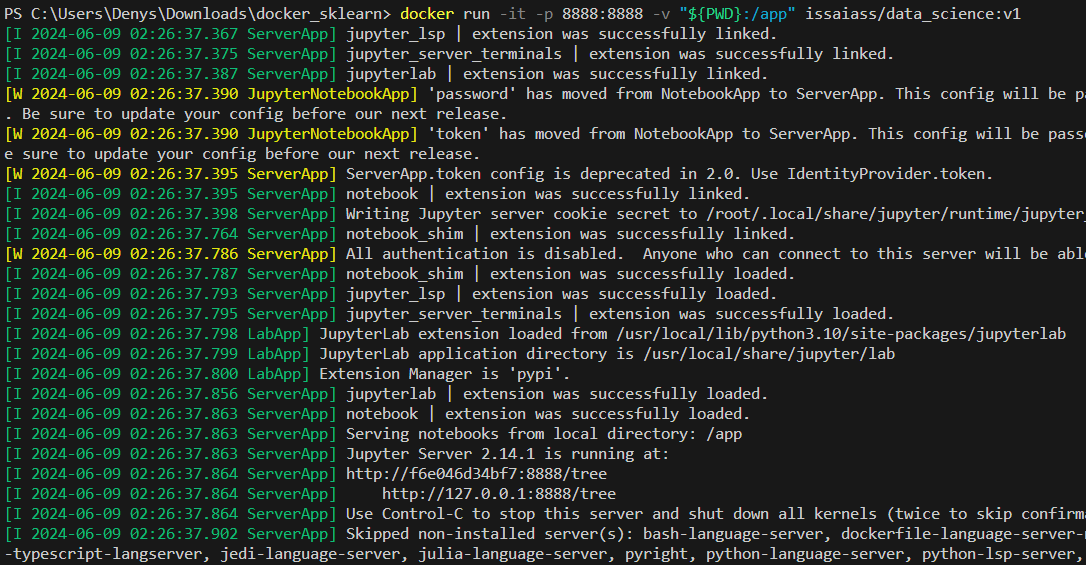 PS C:\Users\Denys\Downloads\docker_sklearn> docker run -it -p 8888:8888 -v "${PWD}:/app" issaiass/data_science:v1
[I 2024-06-09 02:26:37.367 ServerApp] jupyter_lsp | extension was successfully linked.
[I 2024-06-09 02:26:37.375 ServerApp] jupyter_server_terminals | extension was successfully linked.
[I 2024-06-09 02:26:37.387 ServerApp] jupyterlab | extension was successfully linked.
[W 2024-06-09 02:26:37.390 JupyterNotebookApp] 'password' has moved from NotebookApp to ServerApp. This config will be pa
. Be sure to update your config before our next release.
[W 2024-06-09 02:26:37.390 JupyterNotebookApp] 'token' has moved from NotebookApp to ServerApp. This config will be passe
e sure to update your config before our next release.
[W 2024-06-09 02:26:37.395 ServerApp] ServerApp.token config is deprecated in 2.0. Use IdentityProvider.token.
[I 2024-06-09 02:26:37.395 ServerApp] notebook | extension was successfully linked.
[I 2024-06-09 02:26:37.398 ServerApp] Writing Jupyter server cookie secret to /root/.local/share/jupyter/runtime/jupyter_
[I 2024-06-09 02:26:37.764 ServerApp] notebook_shim | extension was successfully linked.
[W 2024-06-09 02:26:37.786 ServerApp] All authentication is disabled.  Anyone who can connect to this server will be able
[I 2024-06-09 02:26:37.787 ServerApp] notebook_shim | extension was successfully loaded.
[I 2024-06-09 02:26:37.793 ServerApp] jupyter_lsp | extension was successfully loaded.
[I 2024-06-09 02:26:37.795 ServerApp] jupyter_server_terminals | extension was successfully loaded.
[I 2024-06-09 02:26:37.798 LabApp] JupyterLab extension loaded from /usr/local/lib/python3.10/site-packages/jupyterlab
[I 2024-06-09 02:26:37.799 LabApp] JupyterLab application directory is /usr/local/share/jupyter/lab
[I 2024-06-09 02:26:37.800 LabApp] Extension Manager is 'pypi'.
[I 2024-06-09 02:26:37.856 ServerApp] jupyterlab | extension was successfully loaded.
[I 2024-06-09 02:26:37.863 ServerApp] notebook | extension was successfully loaded.
[I 2024-06-09 02:26:37.863 ServerApp] Serving notebooks from local directory: /app
[I 2024-06-09 02:26:37.863 ServerApp] Jupyter Server 2.14.1 is running at:
[I 2024-06-09 02:26:37.864 ServerApp] http://f6e046d34bf7:8888/tree
[I 2024-06-09 02:26:37.864 ServerApp]     http://127.0.0.1:8888/tree
[I 2024-06-09 02:26:37.864 ServerApp] Use Control-C to stop this server and shut down all kernels (twice to skip confirma
[I 2024-06-09 02:26:37.902 ServerApp] Skipped non-installed server(s): bash-language-server, dockerfile-language-server-n
-typescript-langserver, jedi-language-server, julia-language-server, pyright, python-language-server, python-lsp-server,